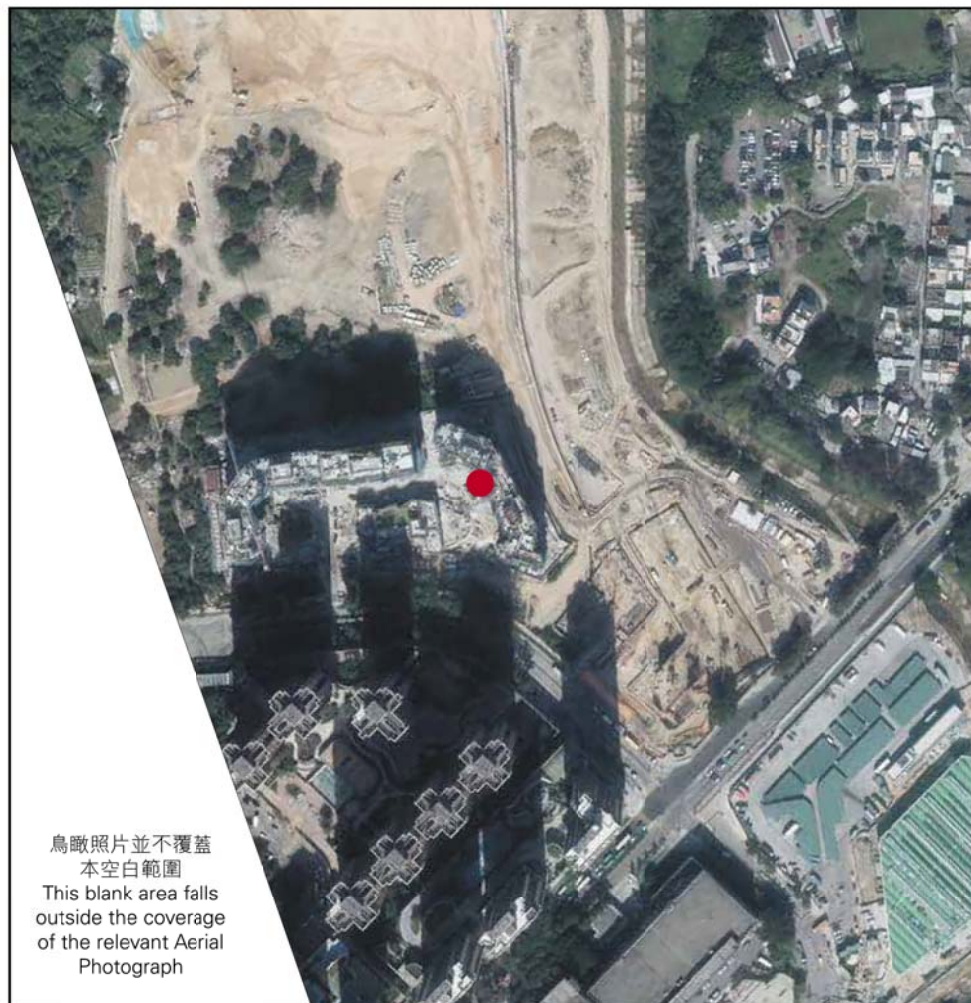 鳥瞰照片並不覆蓋
本空白範圍
This blank area falls
outside the coverage
of the relevant Aerial
Photograph